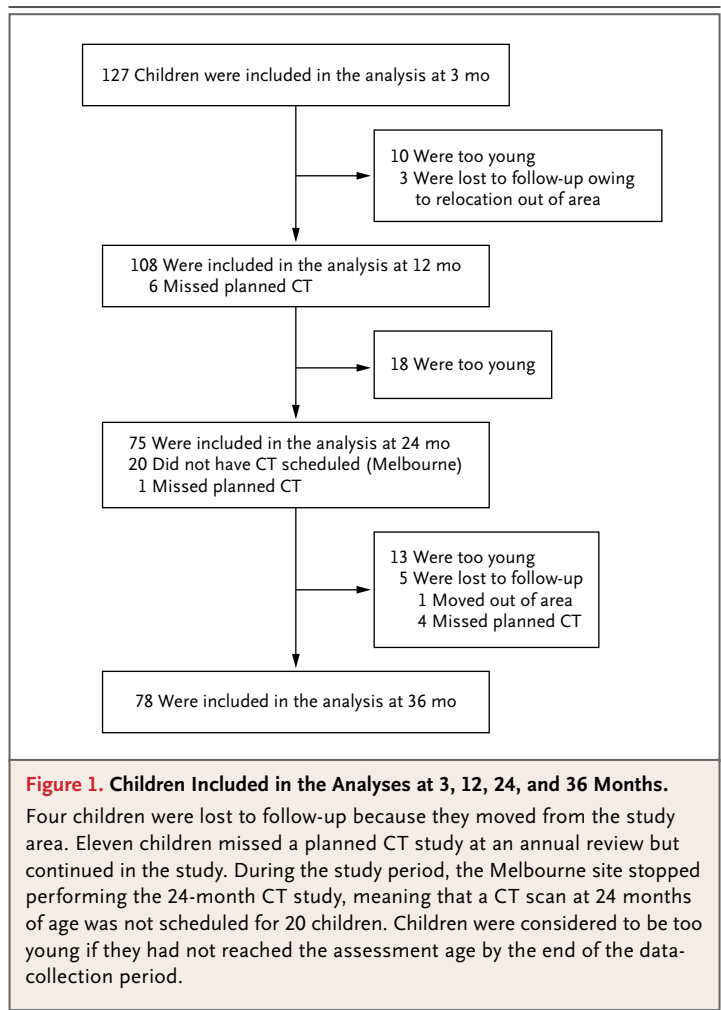 127 Children were included in the analysis at 3 mo
10 Were too young
3 Were lost to follow-up owing
to relocation out of area
108 Were included in the analysis at 12 mo
6 Missed planned CT
18 Were too young
75 Were included in the analysis at 24 mo
20 Did not have CT scheduled (Melbourne)
1 Missed planned CT
13 Were too young
5 Were lost to follow-up
1 Moved out of area
4 Missed planned CT
78 Were included in the analysis at 36 mo
Figure 1. Children Included in the Analyses at 3, 12, 24, and 36 Months.
Four children were lost to follow-up because they moved from the study
area. Eleven children missed a planned CT study at an annual review but
continued in the study. During the study period, the Melbourne site stopped
performing the 24-month CT study, meaning that a CT scan at 24 months
of age was not scheduled for 20 children. Children were considered to be too
young if they had not reached the assessment age by the end of the data-
collection period.